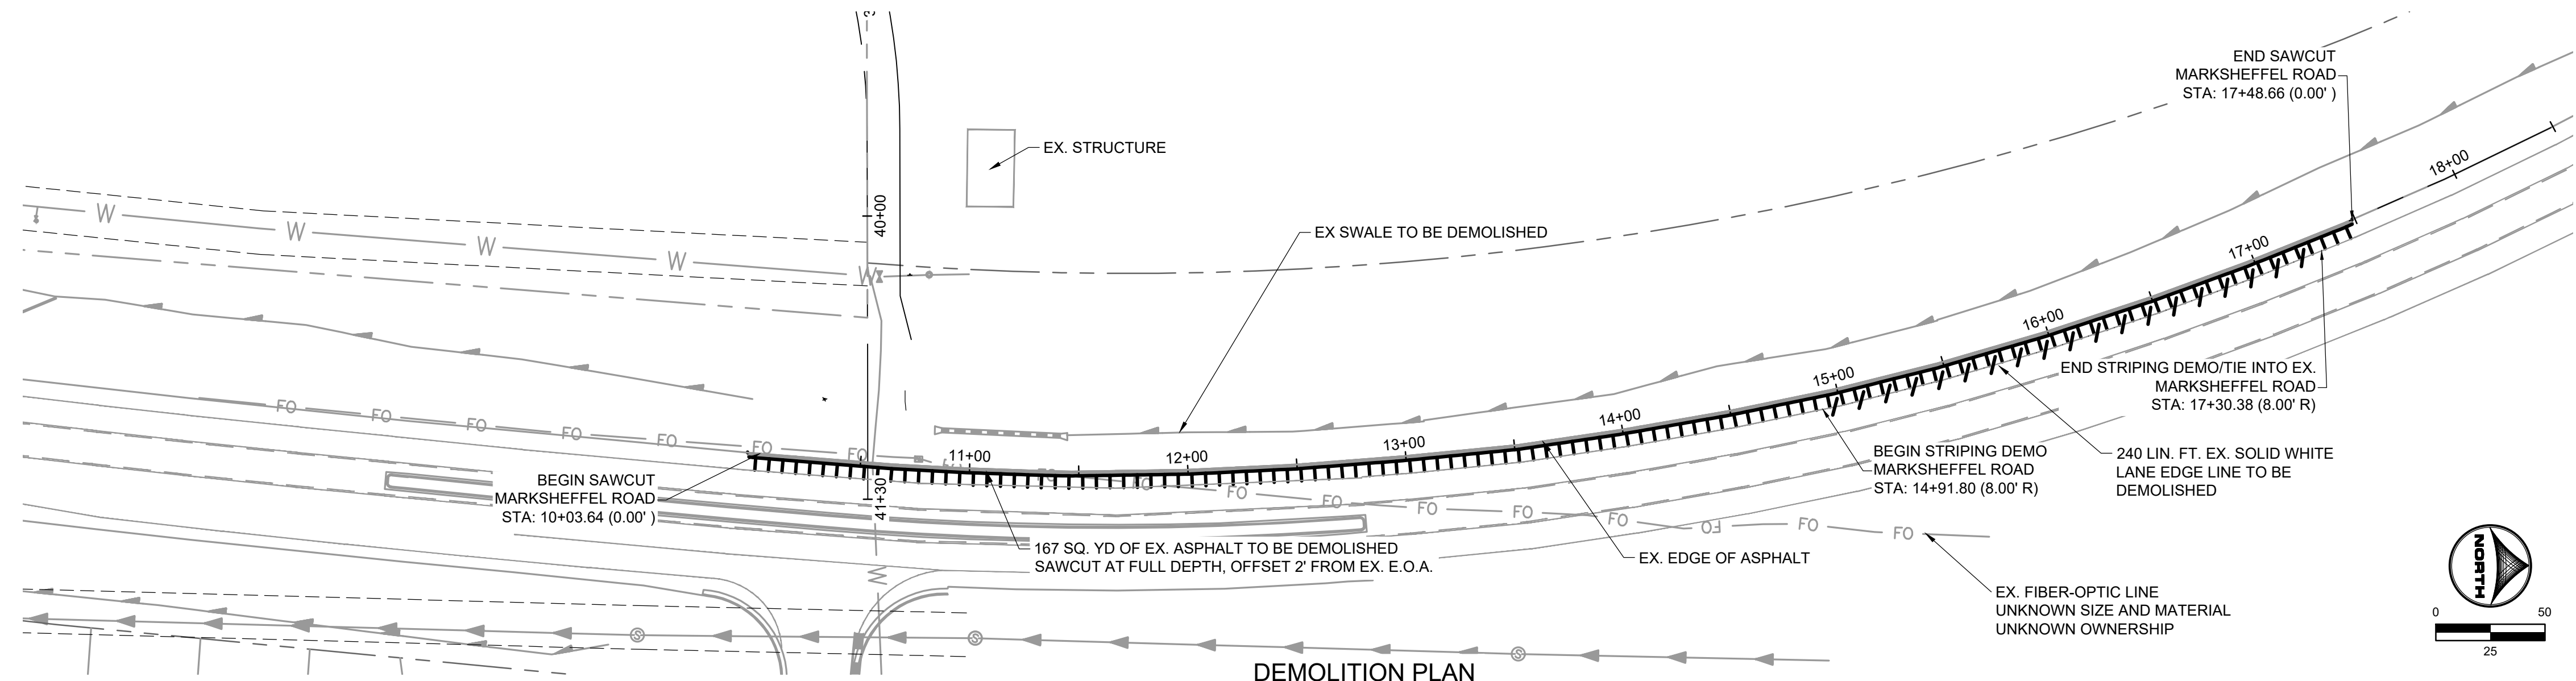 END SAWCUT
MARKSHEFFEL ROAD
STA: 17+48.66 (0.00' )
EX. STRUCTURE
18+00
W
W
W
W
W
40+00
EX SWALE TO BE DEMOLISHED
17+00
16+00
END STRIPING DEMO/TIE INTO EX.
MARKSHEFFEL ROAD
STA: 17+30.38 (8.00' R)
15+00
14+00
13+00
12+00
11+00
FO
FO
FO
FO
FO
FO
FO
BEGIN SAWCUT
MARKSHEFFEL ROAD
STA: 10+03.64 (0.00' )
41+30
BEGIN STRIPING DEMO
MARKSHEFFEL ROAD
STA: 14+91.80 (8.00' R)
240 LIN. FT. EX. SOLID WHITE
LANE EDGE LINE TO BE
DEMOLISHED
FO
FO
FO
FO
FO
FO
FO
FO
FO
FO
167 SQ. YD OF EX. ASPHALT TO BE DEMOLISHED
SAWCUT AT FULL DEPTH, OFFSET 2' FROM EX. E.O.A.
EX. EDGE OF ASPHALT
NORTH
EX. FIBER-OPTIC LINE
UNKNOWN SIZE AND MATERIAL
UNKNOWN OWNERSHIP
0 50
25
S
S
S
DEMOLITION PLAN